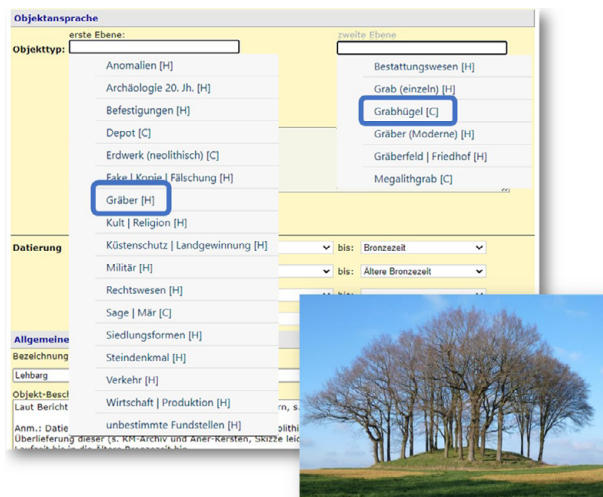 Objektansprache
erste Ebene:
zweite Ebene
Objekttyp:
Anomalien [H]
Archäologie 20. Jh. [H]
Befestigungen [H]
Depot [C]
Erdwerk (neolithisch) [C]
Fake | Kopie | Fälschung [H]
Gräber [H]
Kult | Religion [H]
Küstenschutz | Landgewinnung [H]
Militär [H]
Rechtswesen [H]
Sage | Mär [C]
Siedlungsformen [H]
Steindenkmal [H]
Verkehr [H]
Wirtschaft | Produktion [H]
unbestimmte Fundstellen [H]
Bestattungswesen [H]
Grab (einzeln) [H]
Grabhügel [C]
Gräber (Moderne) [H]
Gräberfeld | Friedhof [H]
Megalithgrab [C]
Datierung
bis: Bronzezeit
bis: Ältere Bronzezeit
bis:
Allgemeine
Bezeichnung
Lehbarg
Objekt-Besch
Laut Bericht
rn, s.
Anm.: Datie
olithi
Überlieferung dieser (s. KM-Archiv und Aner-Kersten, Skizze leic